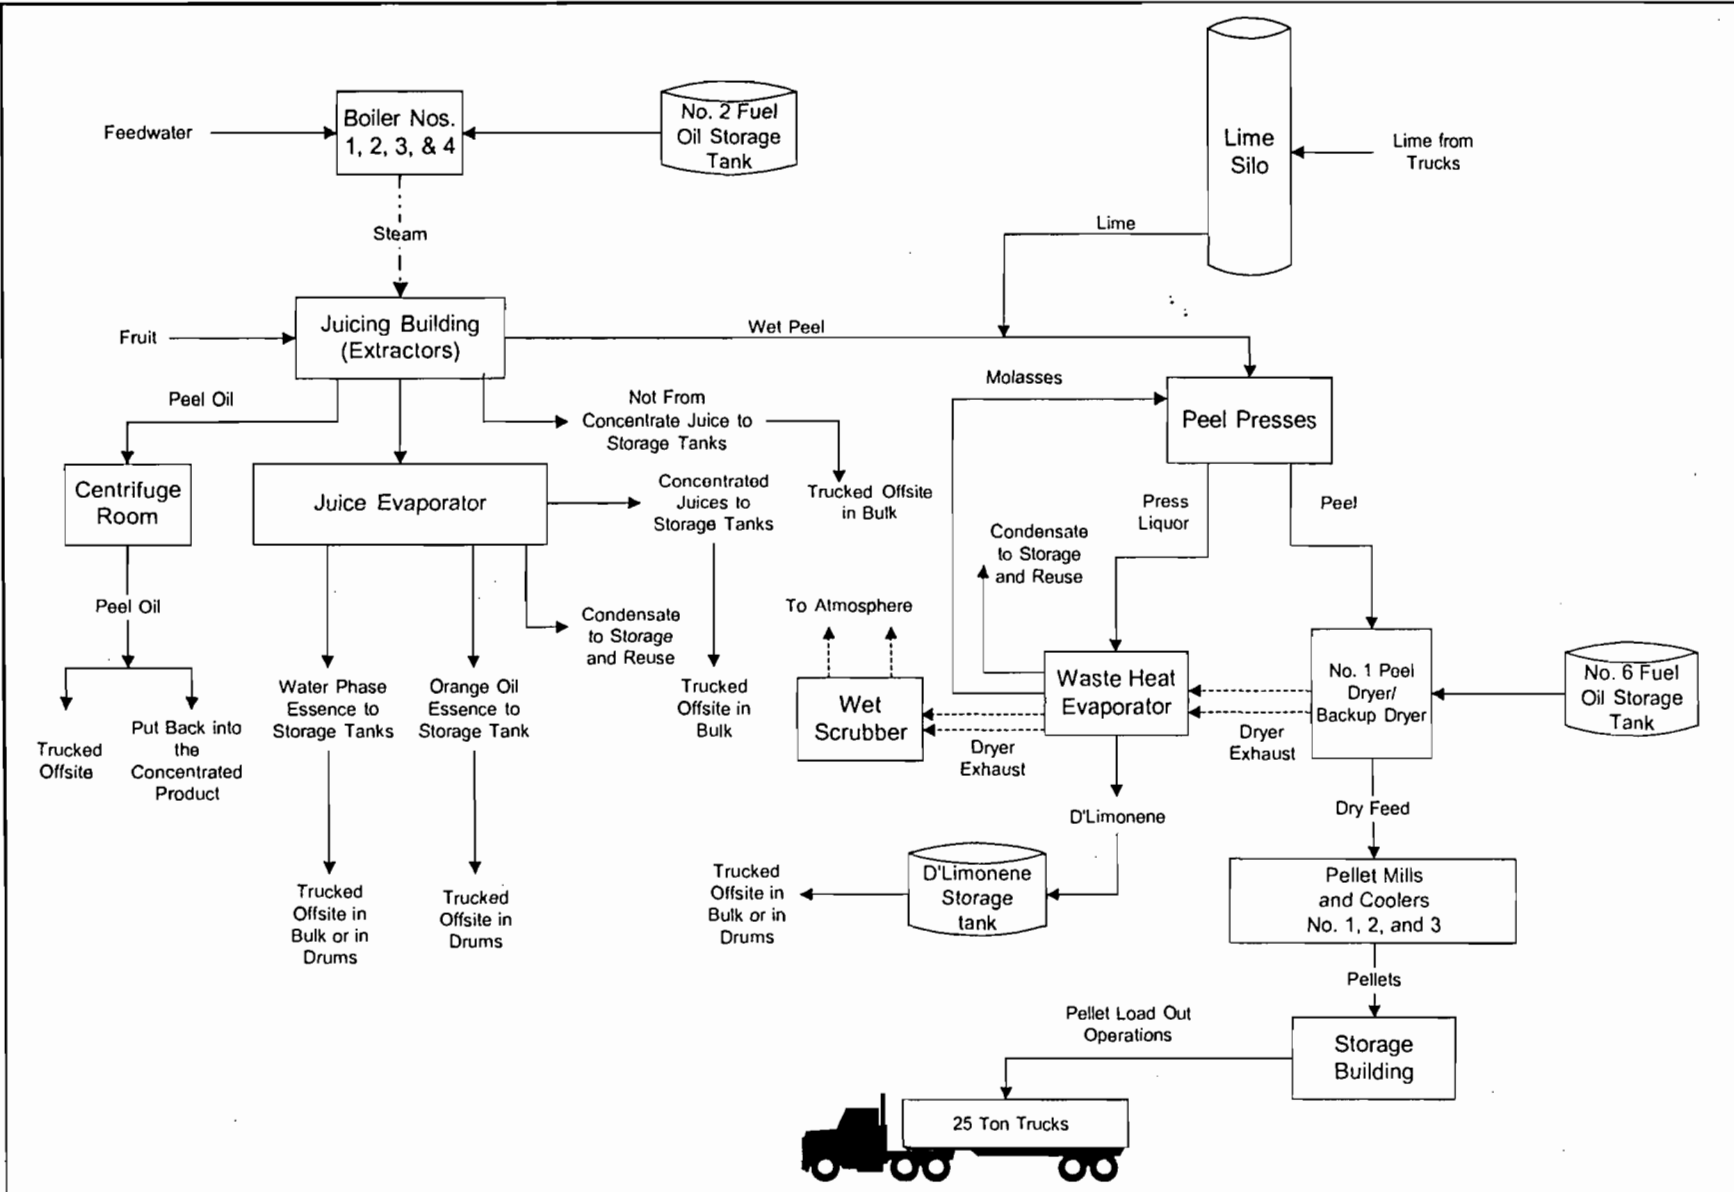 Feedwater
Boiler Nos.
1, 2, 3, & 4
No. 2 Fuel
Oil Storage
Tank
Lime
Silo
Lime from
Trucks
Steam
Lime
Fruit
Juicing Building
(Extractors)
Wet Peel
Peel Oil
Not From
Concentrate Juice to
Storage Tanks
Molasses
Peel Presses
Centrifuge
Room
Juice Evaporator
Concentrated
Juices to
Storage Tanks
Trucked Offsite
in Bulk
Press
Liquor
Peel
Condensate
to Storage
and Reuse
Peel Oil
Condensate
to Storage
and Reuse
To Atmosphere
Trucked
Offsite
Put Back into
the
Concentrated
Product
Water Phase
Essence to
Storage Tanks
Orange Oil
Essence to
Storage Tank
Trucked
Offsite in
Bulk
Wet
Scrubber
Dryer
Exhaust
Waste Heat
Evaporator
Dryer
Exhaust
No. 1 Peel
Dryer/
Backup Dryer
No. 6 Fuel
Oil Storage
Tank
D'Limonene
Dry Feed
Trucked
Offsite in
Bulk or in
Drums
Trucked
Offsite in
Drums
Trucked
Offsite in
Bulk or in
Drums
D'Limonene
Storage
tank
Pellet Mills
and Coolers
No. 1, 2, and 3
Pellets
Pellet Load Out
Operations
Storage
Building
25 Ton Trucks